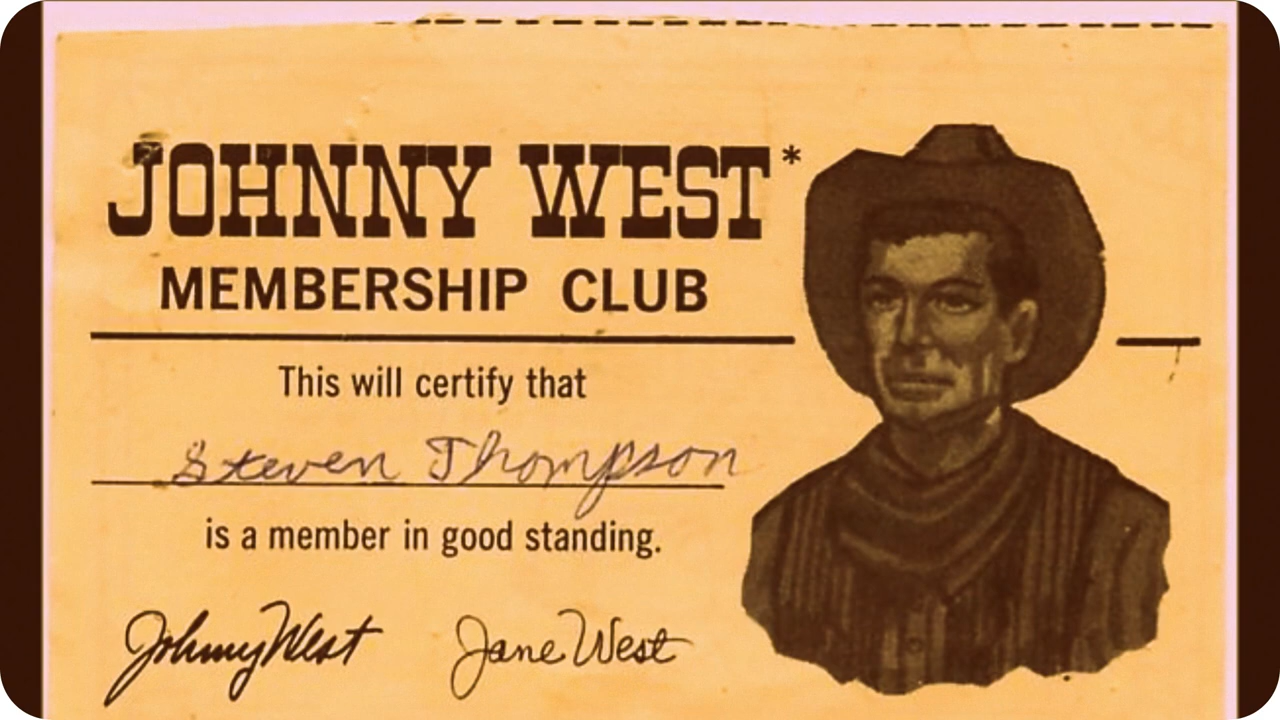 JOHNNY WEST*
MEMBERSHIP CLUB
This will certify that
Steven Thompson
is a member in good standing.
Johnny West Jane West